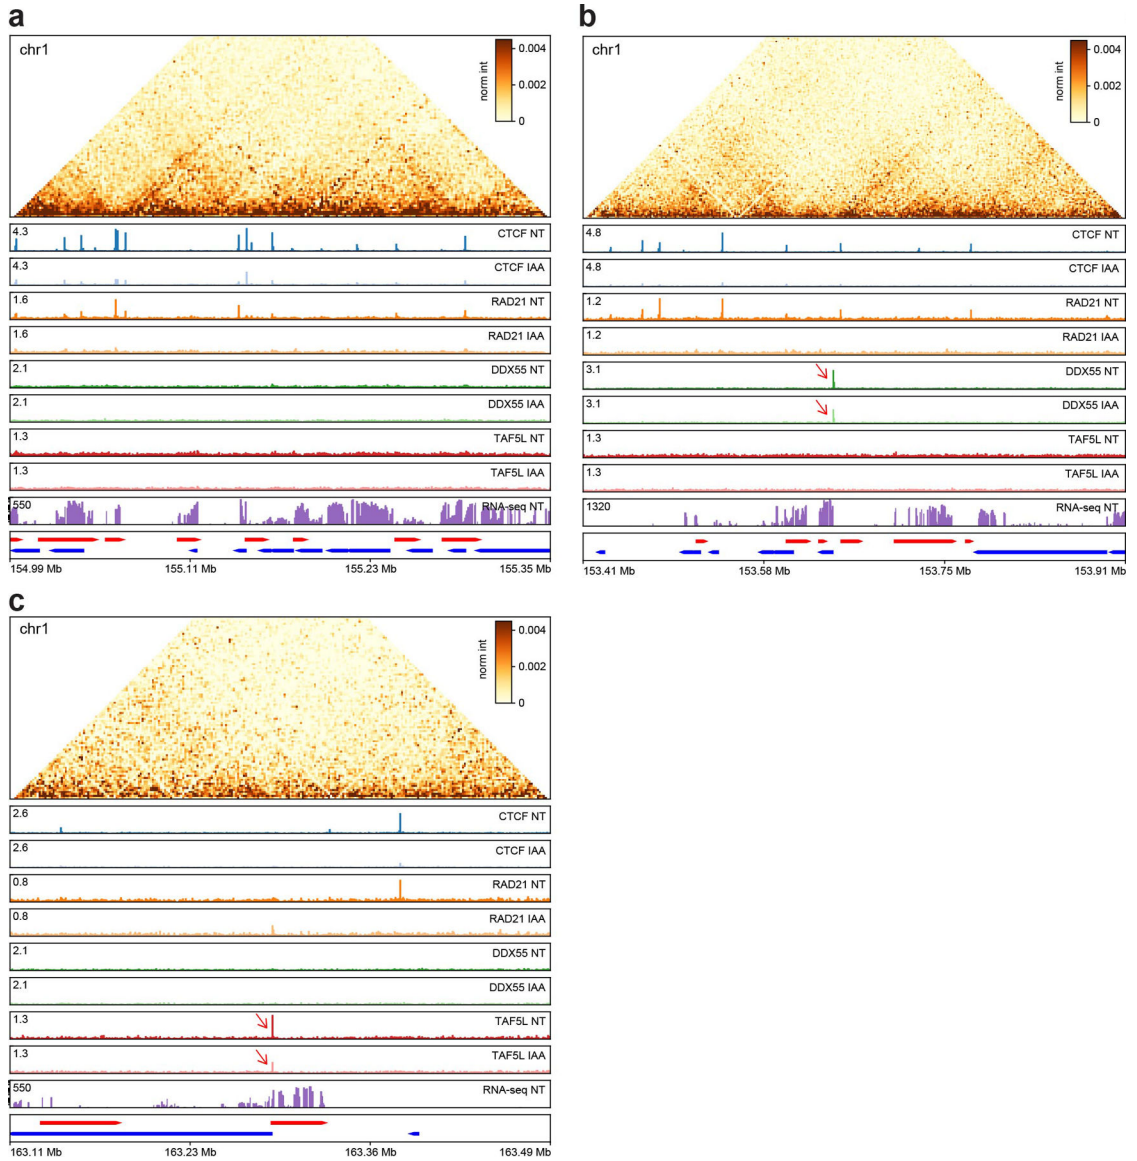 a
chr1
norm int
0.004
0.002
0
4.3 CTCF NT
4.3 CTCF IAA
1.6 RAD21 NT
1.6 RAD21 IAA
2.1 DDX55 NT
2.1 DDX55 IAA
1.3 TAF5L NT
1.3 TAF5L IAA
550 RNA-seq NT
154.99 Mb 155.11 Mb 155.23 Mb 155.35 Mb
b
chr1
norm int
0.004
0.002
0
4.8 CTCF NT
4.8 CTCF IAA
1.2 RAD21 NT
1.2 RAD21 IAA
3.1 DDX55 NT
3.1 DDX55 IAA
1.3 TAF5L NT
1.3 TAF5L IAA
1320 RNA-seq NT
153.41 Mb 153.58 Mb 153.75 Mb 153.91 Mb
c
chr1
norm int
0.004
0.002
0
2.6 CTCF NT
2.6 CTCF IAA
0.8 RAD21 NT
0.8 RAD21 IAA
2.1 DDX55 NT
2.1 DDX55 IAA
1.3 TAF5L NT
1.3 TAF5L IAA
550 RNA-seq NT
163.11 Mb 163.23 Mb 163.36 Mb 163.49 Mb